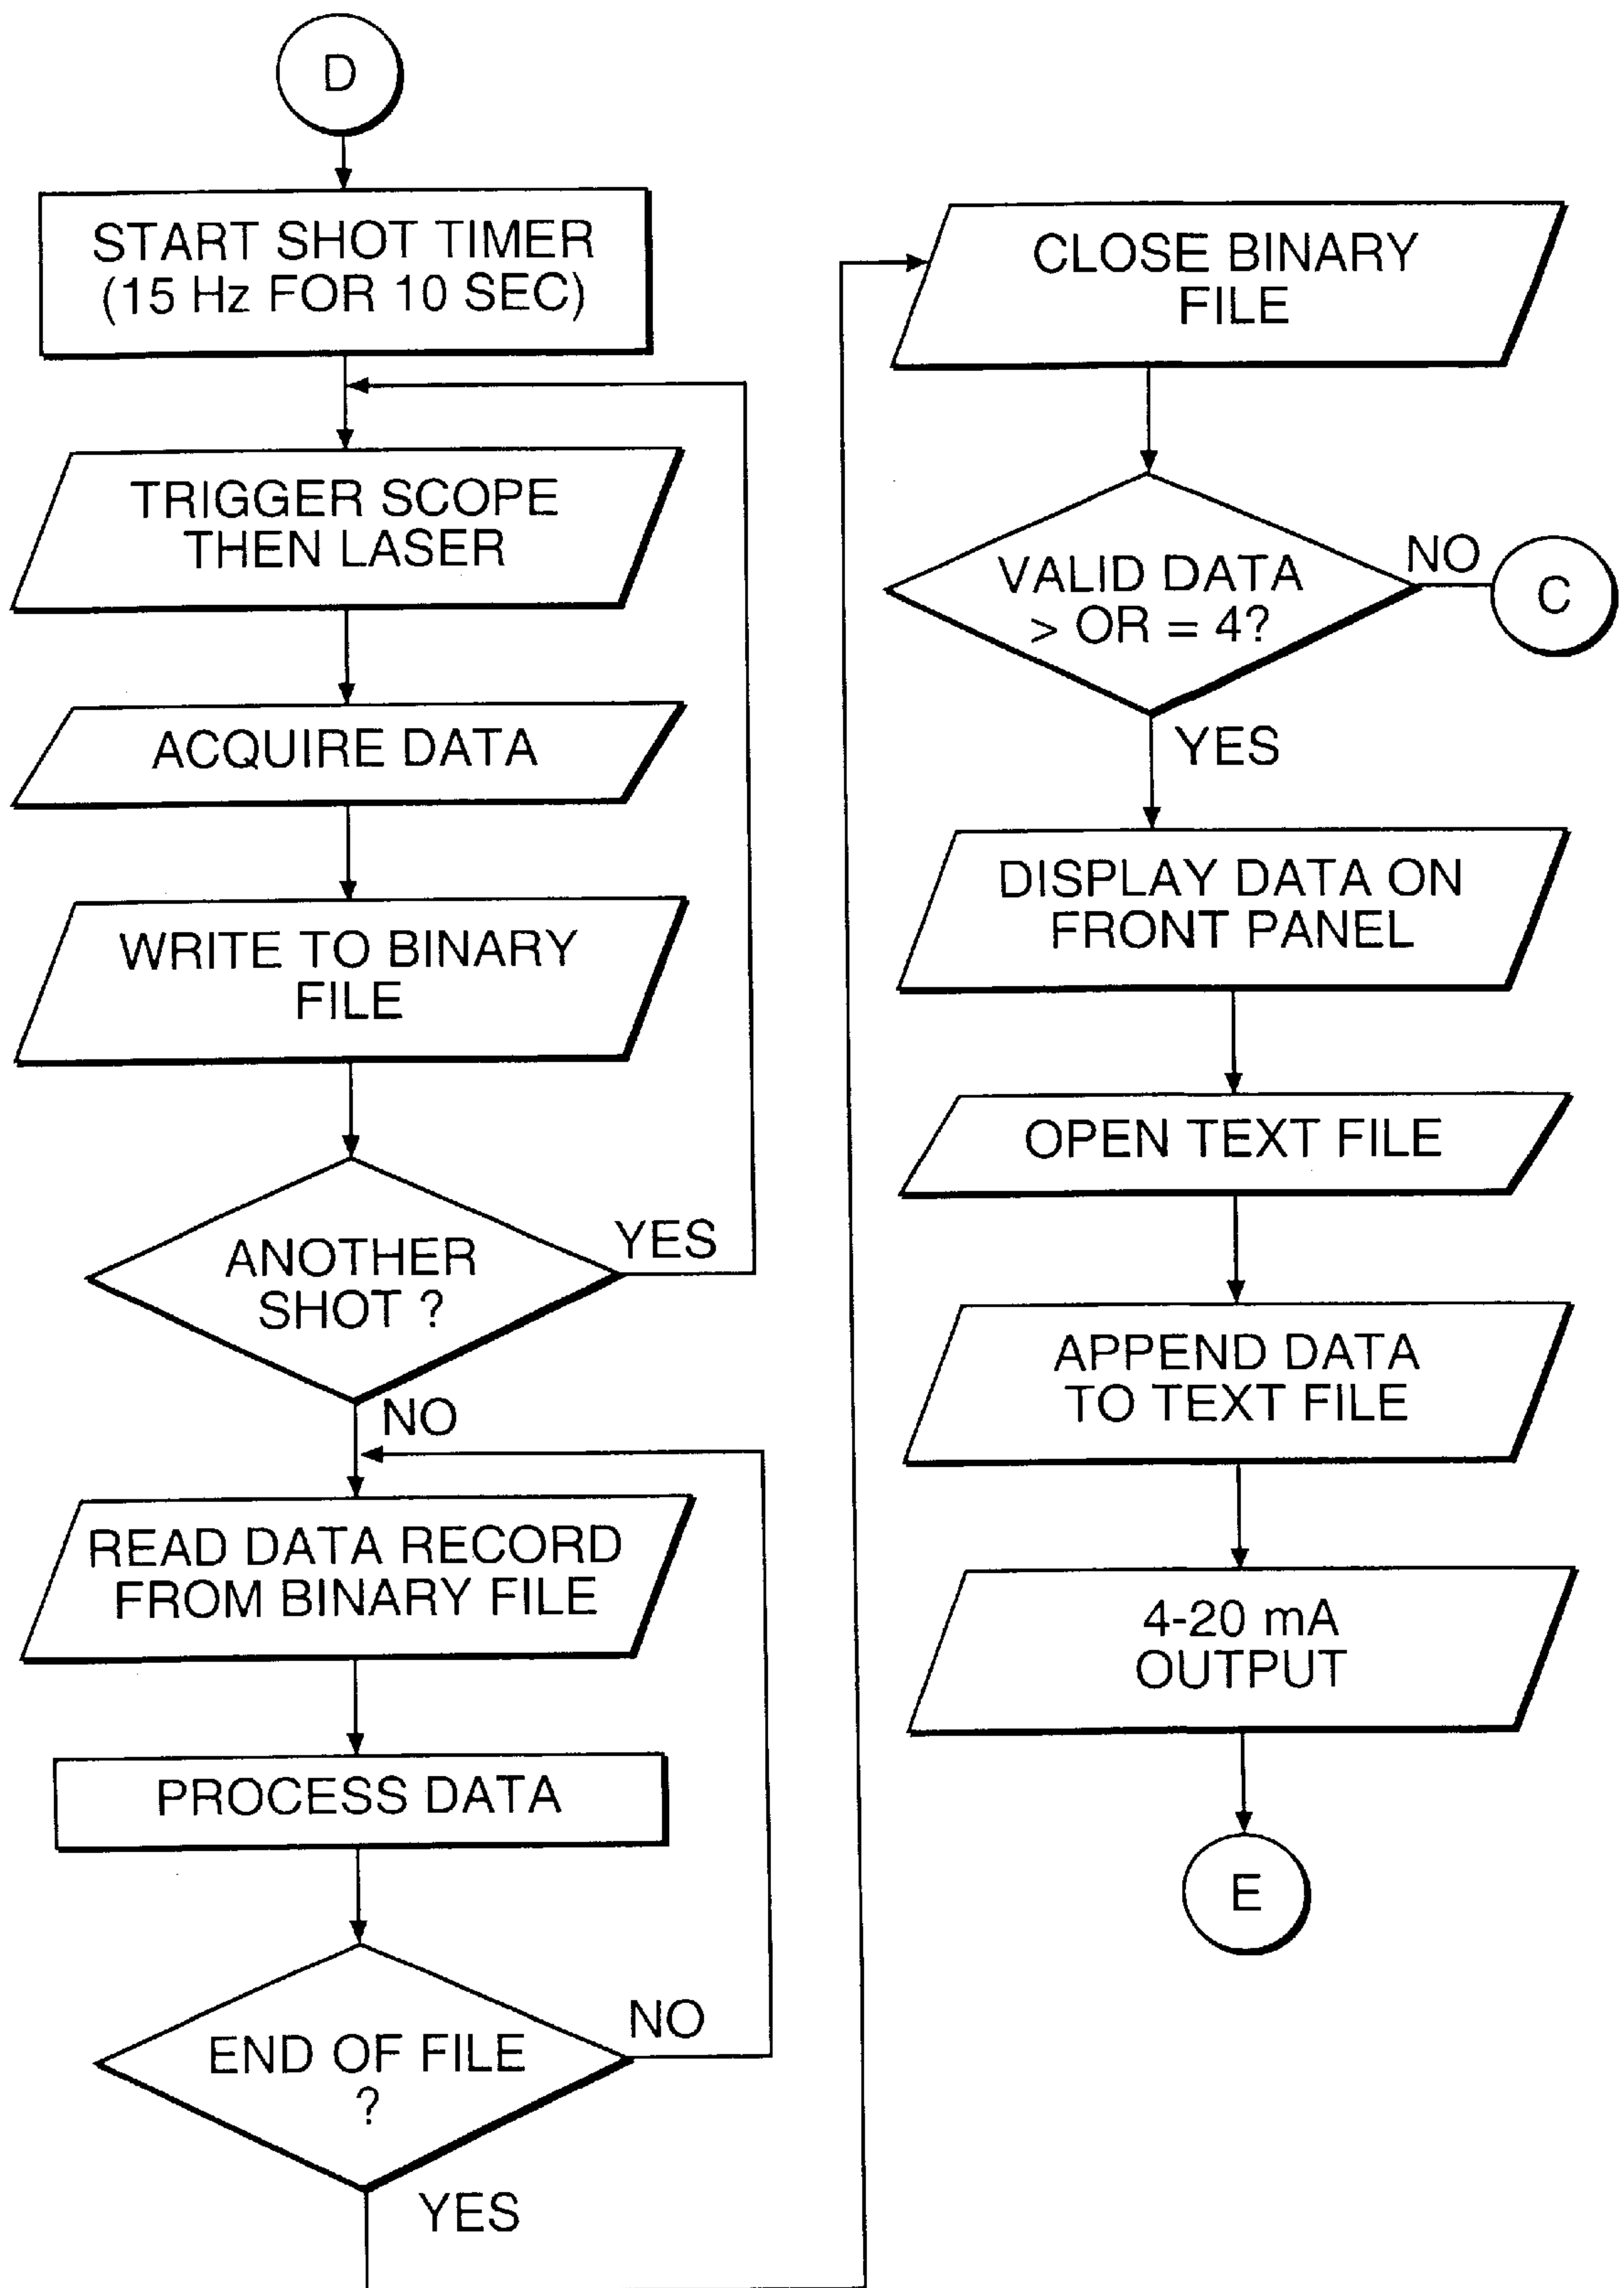 D
START SHOT TIMER
(15 Hz FOR 10 SEC)
TRIGGER SCOPE
THEN LASER
ACQUIRE DATA
WRITE TO BINARY
FILE
ANOTHER
SHOT ?
YES
NO
READ DATA RECORD
FROM BINARY FILE
PROCESS DATA
END OF FILE
?
NO
YES
CLOSE BINARY
FILE
VALID DATA
> OR = 4?
NO
C
YES
DISPLAY DATA ON
FRONT PANEL
OPEN TEXT FILE
APPEND DATA
TO TEXT FILE
4-20 mA
OUTPUT
E